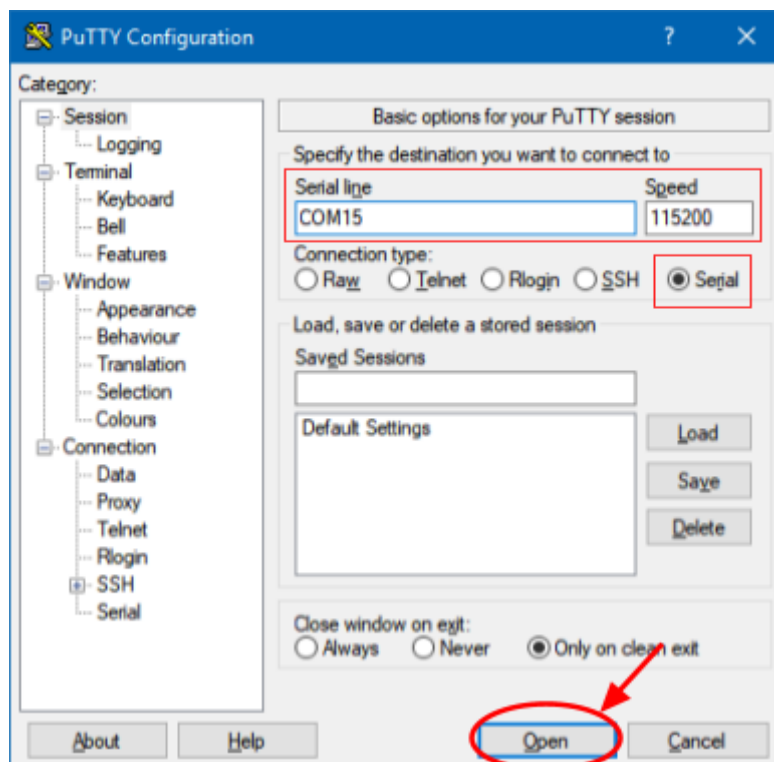 PuTTY Configuration ?
Category:
Session
Logging
Terminal
Keyboard
Bell
Features
Window
Appearance
Behaviour
Translation
Selection
Colours
Connection
Data
Proxy
Telnet
Rlogin
SSH
Serial
Basic options for your PuTTY session
Specify the destination you want to connect to
Serial line Speed
COM15 115200
Connection type:
Raw Telnet Rlogin SSH Serial
Load, save or delete a stored session
Saved Sessions
Default Settings
Load
Save
Delete
Close window on exit:
Always Never Only on clean exit
About Help Open Cancel